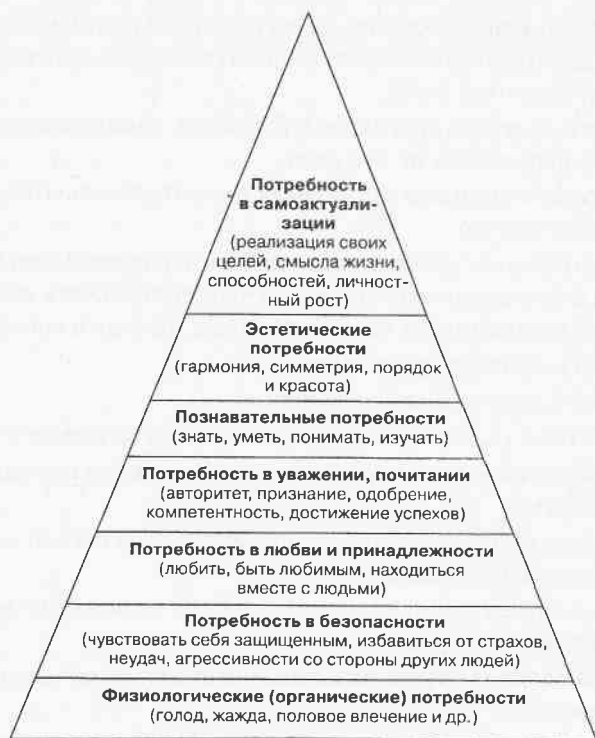 Потребность
в самоактуали-
зации
(реализация своих
целей, смысла жизни,
способностей, личност-
ный рост)
Эстетические
потребности
(гармония, симметрия, порядок
и красота)
Познавательные потребности
(знать, уметь, понимать, изучать)
Потребность в уважении, почитании
(авторитет, признание, одобрение,
компетентность, достижение успехов)
Потребность в любви и принадлежности
(любить, быть любимым, находиться
вместе с людьми)
Потребность в безопасности
(чувствовать себя защищенным, избавиться от страхов,
неудач, агрессивности со стороны других людей)
Физиологические (органические) потребности
(голод, жажда, половое влечение и др.)